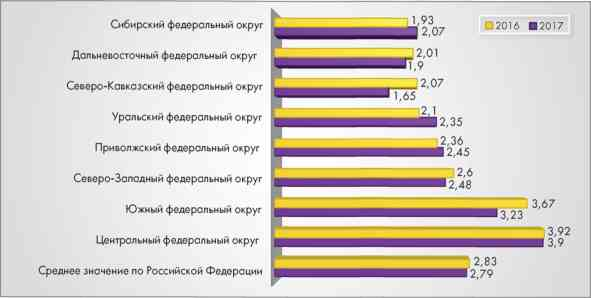 2016 2017
Сибирский федеральный округ 1,93
2,07
Дальневосточный федеральный округ 2,01
1,9
Северо-Кавказский федеральный округ 2,07
1,65
Уральский федеральный округ 2,1
2,35
Приволжский федеральный округ 2,36
2,45
Северо-Западный федеральный округ 2,6
2,48
Южный федеральный округ 3,67
3,23
Центральный федеральный округ 3,92
3,9
Среднее значение по Российской Федерации 2,83
2,79